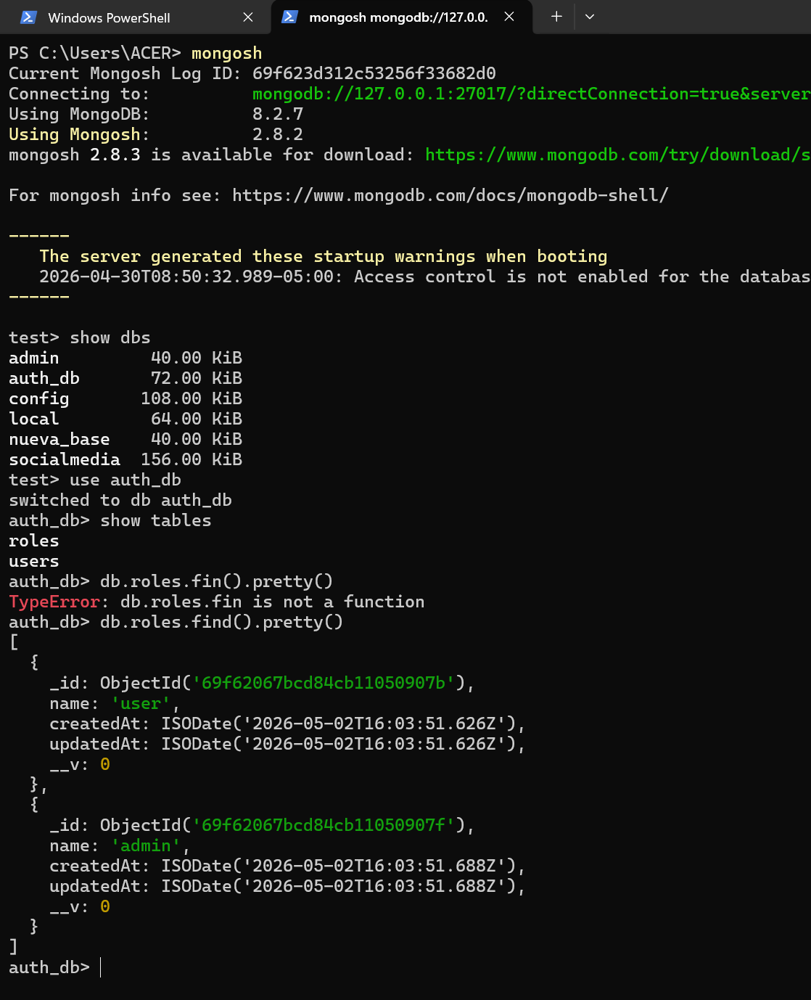 Windows PowerShell
mongosh mongodb://127.0.0.
PS C:\Users\ACER> mongosh
Current Mongosh Log ID: 69f623d312c53256f33682d0
Connecting to:          mongodb://127.0.0.1:27017/?directConnection=true&server
Using MongoDB:          8.2.7
Using Mongosh:          2.8.2
mongosh 2.8.3 is available for download: https://www.mongodb.com/try/download/s
For mongosh info see: https://www.mongodb.com/docs/mongodb-shell/
------
   The server generated these startup warnings when booting
   2026-04-30T08:50:32.989-05:00: Access control is not enabled for the databas
------
test> show dbs
admin         40.00 KiB
auth_db       72.00 KiB
config       108.00 KiB
local         64.00 KiB
nueva_base    40.00 KiB
socialmedia  156.00 KiB
test> use auth_db
switched to db auth_db
auth_db> show tables
roles
users
auth_db> db.roles.fin().pretty()
TypeError: db.roles.fin is not a function
auth_db> db.roles.find().pretty()
[
  {
    _id: ObjectId('69f62067bcd84cb11050907b'),
    name: 'user',
    createdAt: ISODate('2026-05-02T16:03:51.626Z'),
    updatedAt: ISODate('2026-05-02T16:03:51.626Z'),
    __v: 0
  },
  {
    _id: ObjectId('69f62067bcd84cb11050907f'),
    name: 'admin',
    createdAt: ISODate('2026-05-02T16:03:51.688Z'),
    updatedAt: ISODate('2026-05-02T16:03:51.688Z'),
    __v: 0
  }
]
auth_db>